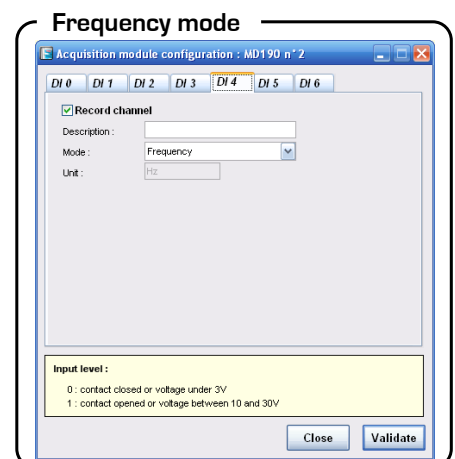 Frequency mode
Acquisition module configuration : MD190 n°2
DI 0 DI 1 DI 2 DI 3 DI 4 DI 5 DI 6
Record channel
Description :
Mode : Frequency
Unit : Hz
Input level :
0 : contact closed or voltage under 3V
1 : contact opened or voltage between 10 and 30V
Close Validate